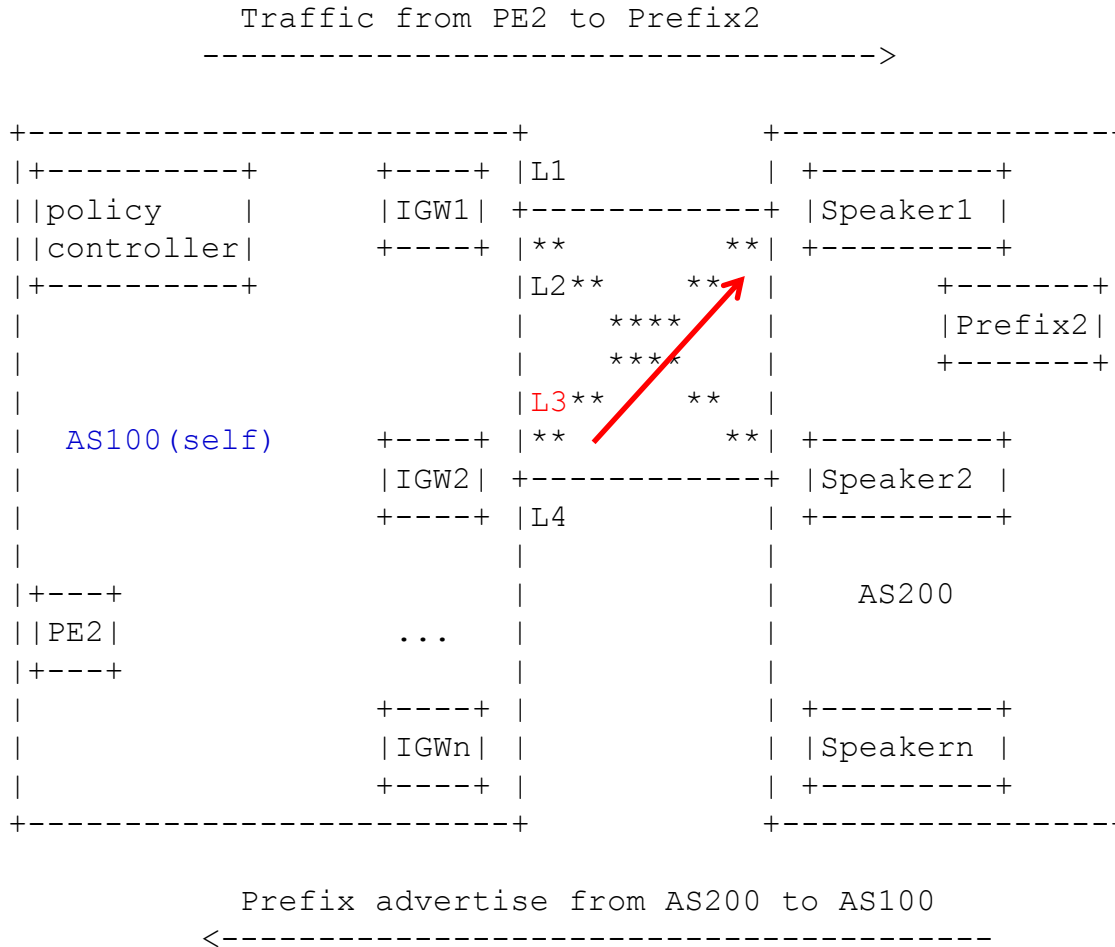 Traffic from PE2 to Prefix2
---------------------------------->
+-------------------------+            +-----------------
|+----------+      +----+ |L1          | +---------+
||policy    |      |IGW1| +------------+ |Speaker1 |
||controller|      +----+ |**        **| +---------+
|+----------+             |L2**    **  |        +-------+
|                         |    ****    |        |Prefix2|
|                         |    ****    |        +-------+
|                         |L3**    **  |
|  AS100(self)     +----+ |**        **| +---------+
|                  |IGW2| +------------+ |Speaker2 |
|                  +----+ |L4          | +---------+
|                         |            |
|+---+                    |            |    AS200
||PE2|             ...    |            |
|+---+                    |            |
|                  +----+ |            | +---------+
|                  |IGWn| |            | |Speakern |
|                  +----+ |            | +---------+
+-------------------------+            +-----------------
Prefix advertise from AS200 to AS100
<---------------------------------------